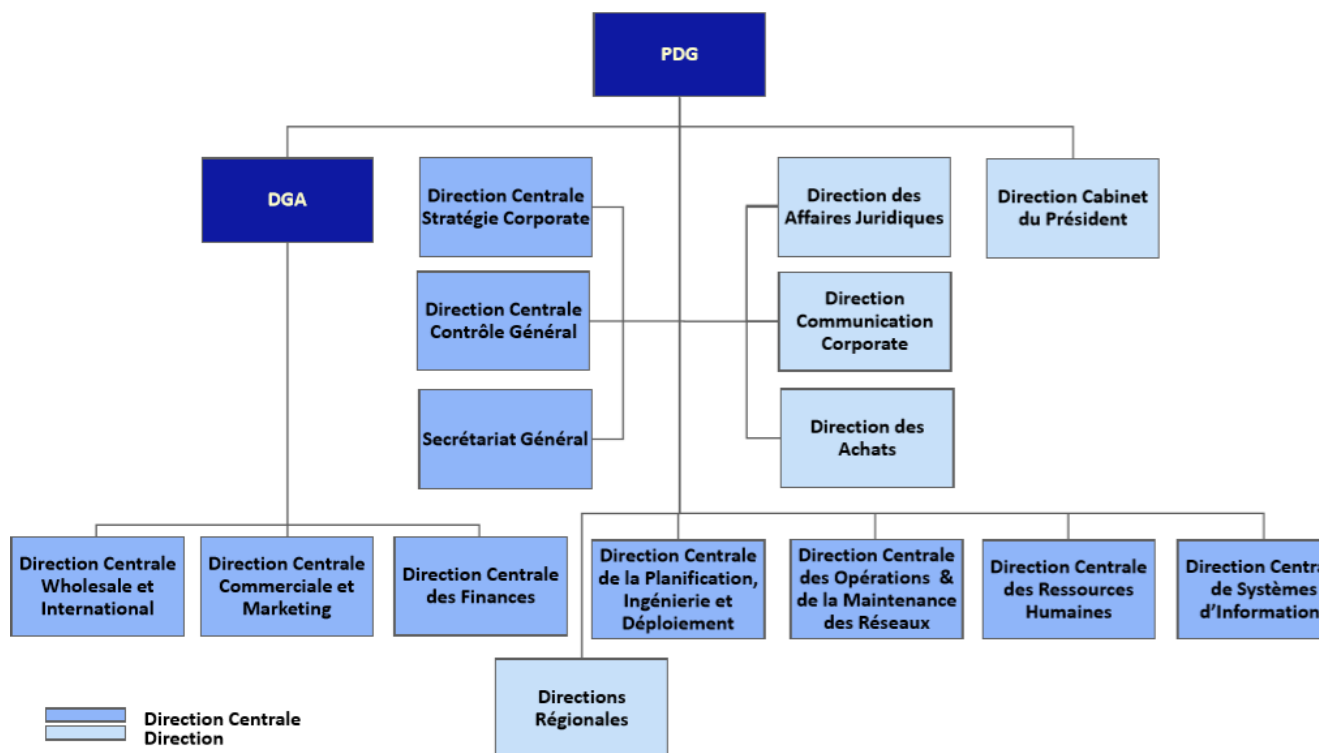 PDG
DGA
Direction Centrale
Stratégie Corporate
Direction des
Affaires Juridiques
Direction Cabinet
du Président
Direction Centrale
Contrôle Général
Direction
Communication
Corporate
Secrétariat Général
Direction des
Achats
Direction Centrale
Wholesale et
International
Direction Centrale
Commerciale et
Marketing
Direction Centrale
des Finances
Direction Centrale
de la Planification,
Ingénierie et
Déploiement
Direction Centrale
des Opérations &
de la Maintenance
des Réseaux
Direction Centrale
des Ressources
Humaines
Direction Centra
de Systèmes
d’Information
Directions
Régionales
Direction Centrale
Direction